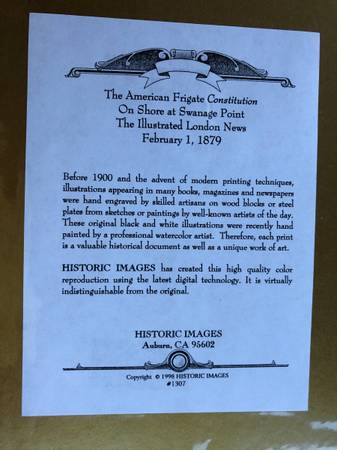 The American Frigate Constitution
On Shore at Swanage Point
The Illustrated London News
February 1, 1879
Before 1900 and the advent of modern printing techniques,
illustrations appearing in many books, magazines and newspapers
were hand engraved by skilled artisans on wood blocks or steel
plates from sketches or paintings by well-known artists of the day.
These original black and white illustrations were recently hand
painted by a professional watercolor artist. Therefore, each print
is a valuable historical document as well as a unique work of art.
HISTORIC IMAGES has created this high quality color
reproduction using the latest digital technology. It is virtually
indistinguishable from the original.
HISTORIC IMAGES
Auburn, CA 95602
Copyright © 1998 HISTORIC IMAGES
#1307